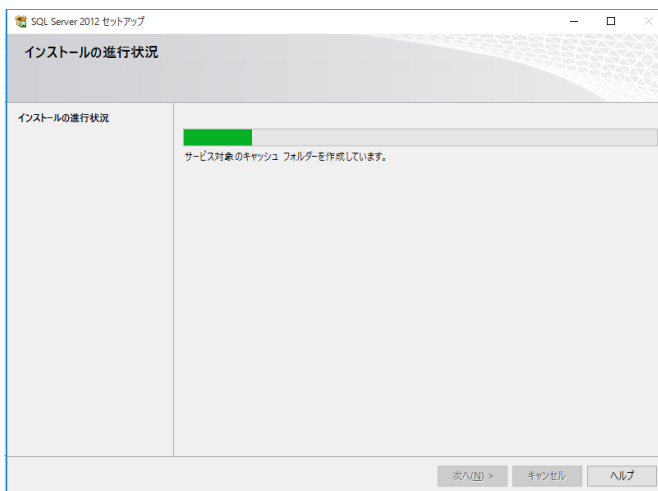 SQL Server 2012 セットアップ
インストールの進行状況
インストールの進行状況
サービス対象のキャッシュ フォルダーを作成しています。
次へ(N) >
キャンセル
ヘルプ